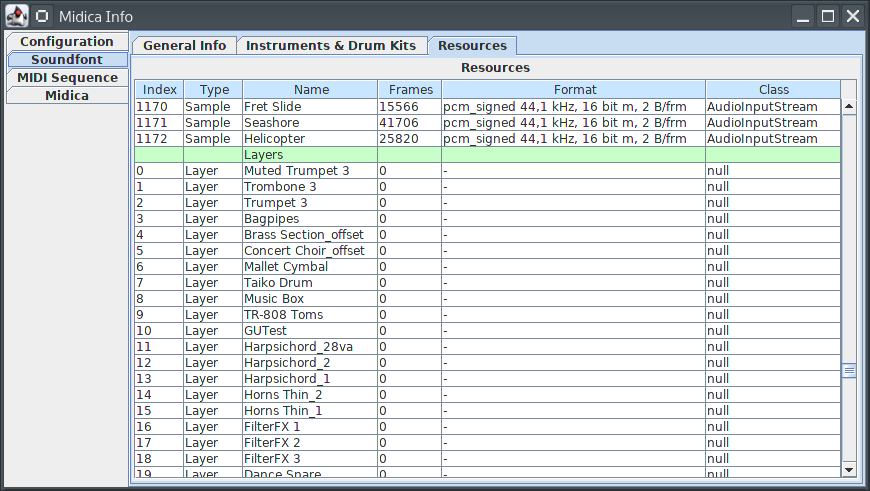 Midica Info
Configuration
Soundfont
MIDI Sequence
Midica
General Info Instruments & Drum Kits Resources
Resources
Index Type Name Frames Format Class
1170 Sample Fret Slide 15566 pcm_signed 44,1 kHz, 16 bit m, 2 B/frm AudioInputStream
1171 Sample Seashore 41706 pcm_signed 44,1 kHz, 16 bit m, 2 B/frm AudioInputStream
1172 Sample Helicopter 25820 pcm_signed 44,1 kHz, 16 bit m, 2 B/frm AudioInputStream
Layers
0 Layer Muted Trumpet 3 0 - null
1 Layer Trombone 3 0 - null
2 Layer Trumpet 3 0 - null
3 Layer Bagpipes 0 - null
4 Layer Brass Section_offset 0 - null
5 Layer Concert Choir_offset 0 - null
6 Layer Mallet Cymbal 0 - null
7 Layer Taiko Drum 0 - null
8 Layer Music Box 0 - null
9 Layer TR-808 Toms 0 - null
10 Layer GUTest 0 - null
11 Layer Harpsichord_28va 0 - null
12 Layer Harpsichord_2 0 - null
13 Layer Harpsichord_1 0 - null
14 Layer Horns Thin_2 0 - null
15 Layer Horns Thin_1 0 - null
16 Layer FilterFX 1 0 - null
17 Layer FilterFX 2 0 - null
18 Layer FilterFX 3 0 - null
19 Layer Dance Snare 0 - null